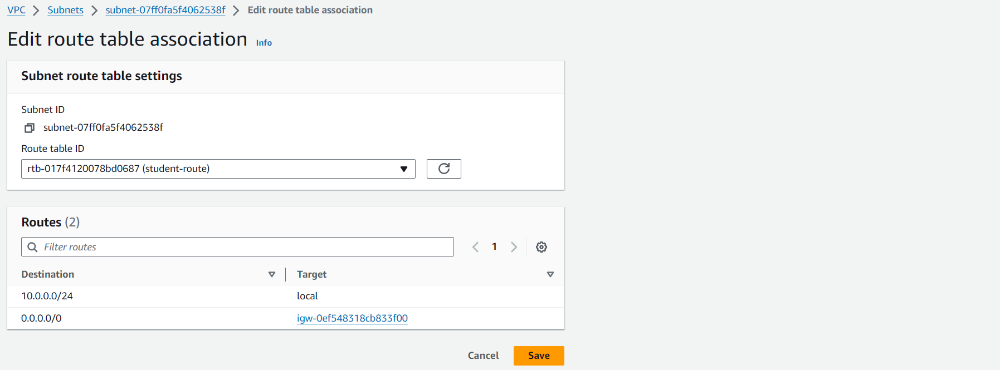 VPC > Subnets > subnet-07ff0fa5f4062538f > Edit route table association
Edit route table association Info
Subnet route table settings
Subnet ID
subnet-07ff0fa5f4062538f
Route table ID
rtb-017f4120078bd0687 (student-route)
Routes (2)
Filter routes 1
Destination Target
10.0.0.0/24 local
0.0.0.0/0 igw-0ef548318cb833f00
Cancel Save